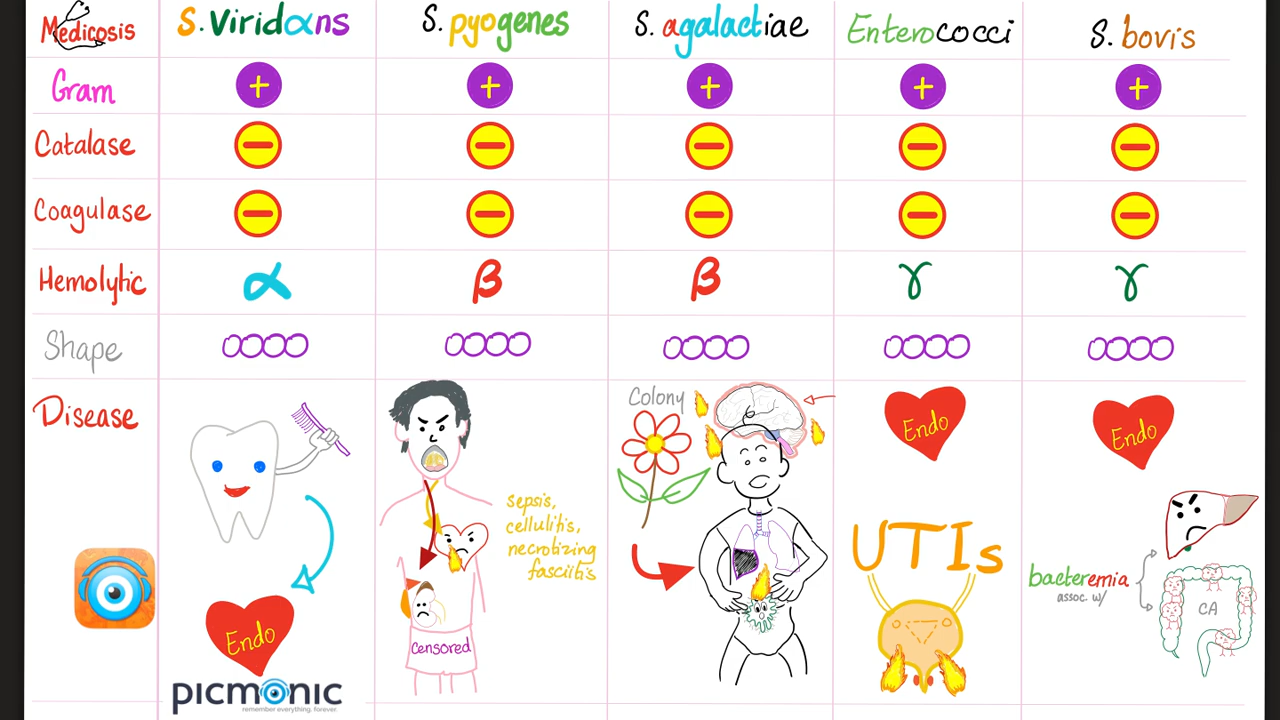 Medicosis S.Viridαns S. pyogenes S. agalactiae Enterococci S. bovis
Gram + + + + +
Catalase − − − − −
Coagulase − − − − −
Hemolytic α β β γ γ
Shape
Disease
Colony
Endo
Endo
sepsis,
cellulitis,
necrotizing
fasciitis
UTIs
bacteremia
assoc. w/
CA
Endo
Censored
picmonic
remember everything. forever.